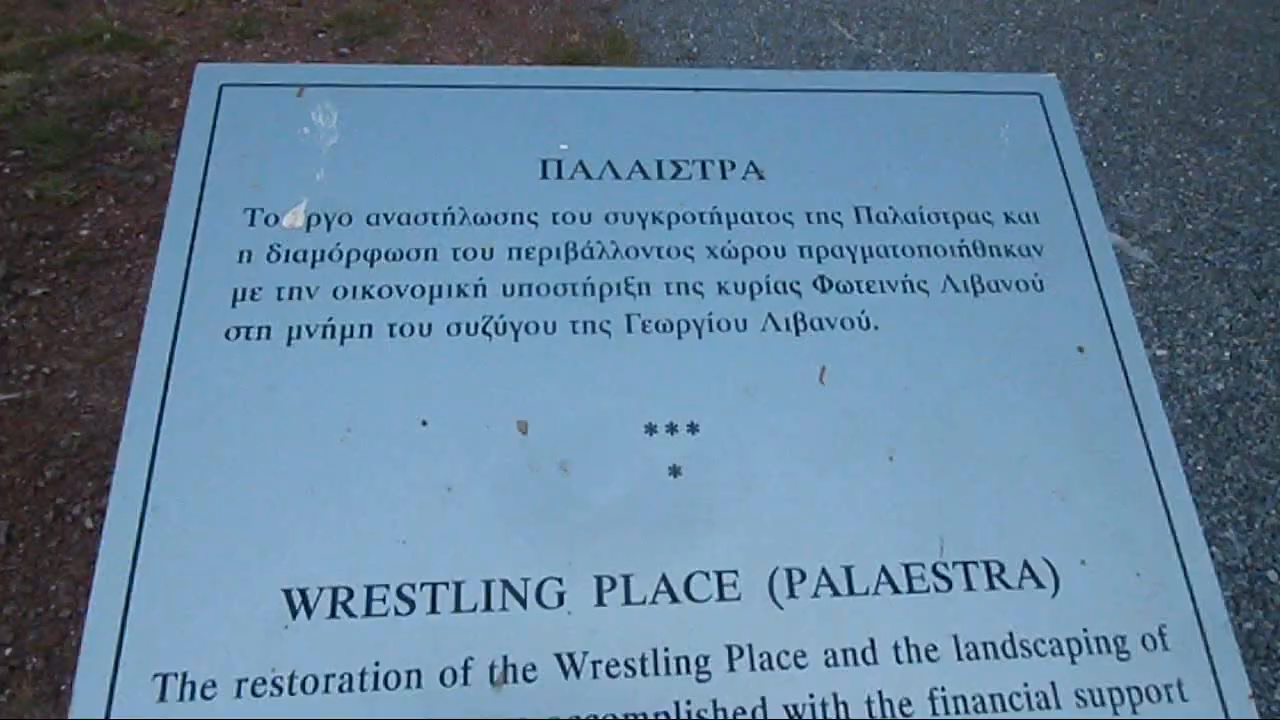 ΠΑΛΑΙΣΤΡΑ
Το έργο αναστήλωσης του συγκροτήματος της Παλαίστρας και
η διαμόρφωση του περιβάλλοντος χώρου πραγματοποιήθηκαν
με την οικονομική υποστήριξη της κυρίας Φωτεινής Λιβανού
στη μνήμη του συζύγου της Γεωργίου Λιβανού.
***
*
WRESTLING PLACE (PALAESTRA)
The restoration of the Wrestling Place and the landscaping of
accomplished with the financial support